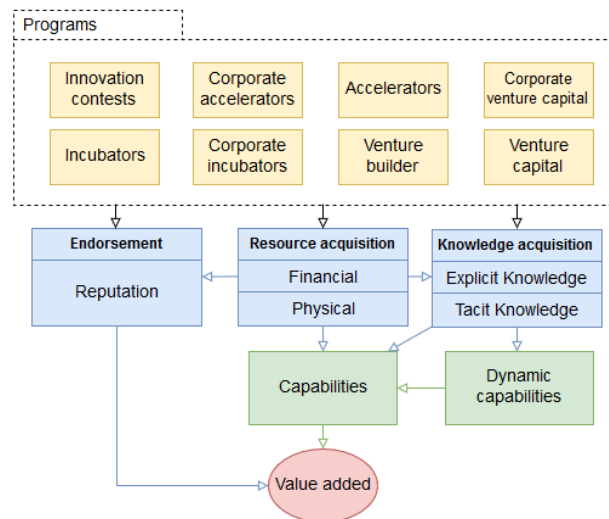 Programs
Innovation
contests
Corporate
accelerators
Accelerators
Corporate
venture capital
Incubators
Corporate
incubators
Venture
builder
Venture
capital
Endorsement
Reputation
Resource acquisition
Financial
Physical
Knowledge acquisition
Explicit Knowledge
Tacit Knowledge
Capabilities
Dynamic
capabilities
Value added